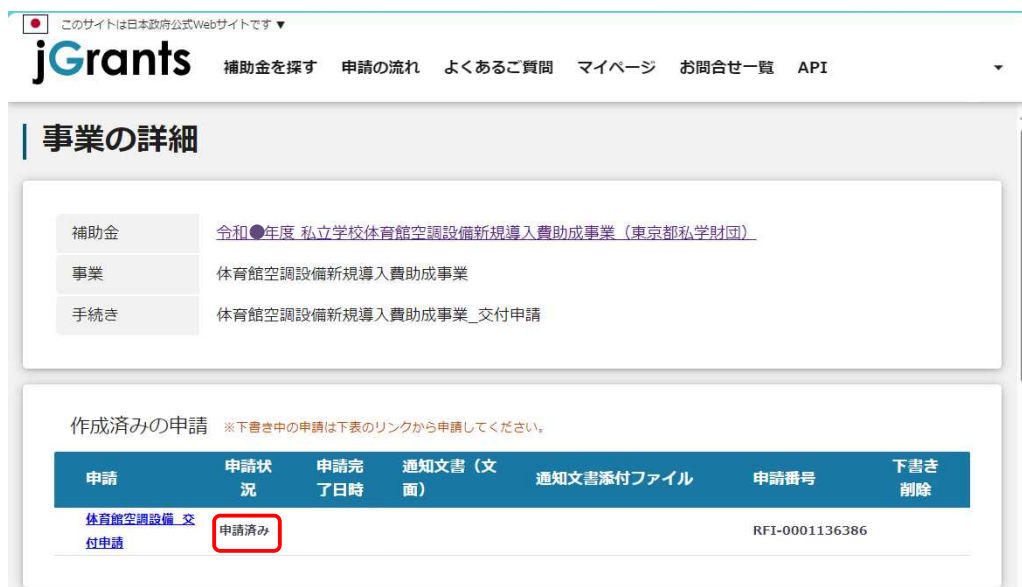 このサイトは日本政府公式Webサイトです ▼
jGrants 補助金を探す 申請の流れ よくあるご質問 マイページ お問合せ一覧 API
事業の詳細
補助金 令和●年度 私立学校体育館空調設備新規導入費助成事業（東京都私学財団）
事業 体育館空調設備新規導入費助成事業
手続き 体育館空調設備新規導入費助成事業_交付申請
作成済みの申請 ※下書き中の申請は下表のリンクから申請してください。
申請 申請状況 申請完了日時 通知文書（文面） 通知文書添付ファイル 申請番号 下書き削除
体育館空調設備_交付申請 申請済み RFI-0001136386